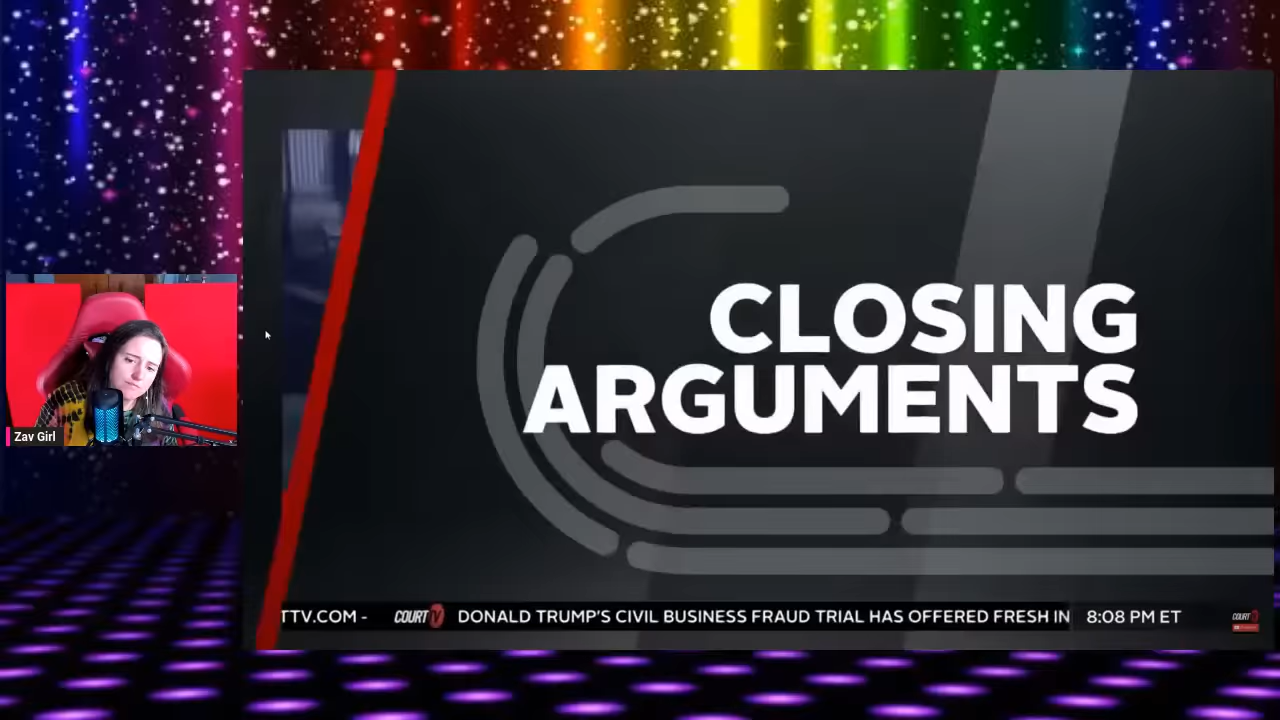 CLOSING
ARGUMENTS
Zav Girl
TTV.COM - COURT TV DONALD TRUMP'S CIVIL BUSINESS FRAUD TRIAL HAS OFFERED FRESH IN 8:08 PM ET
COURT